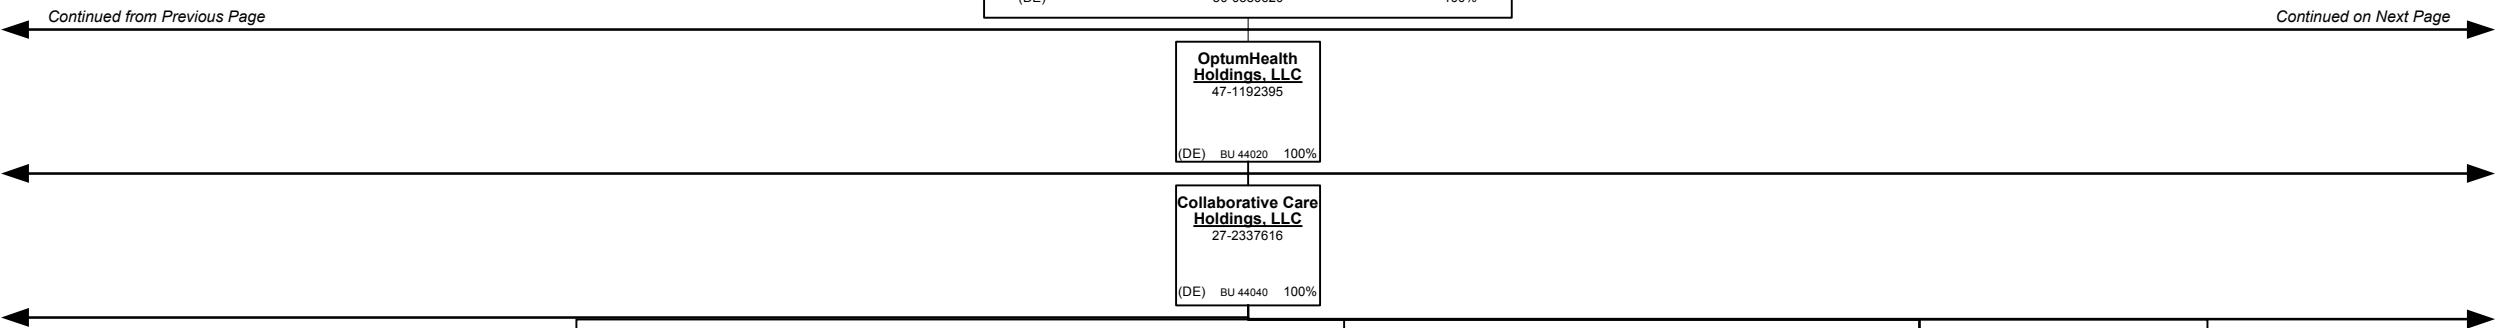 Continued from Previous Page
Continued on Next Page
OptumHealth
Holdings, LLC
47-1192395
(DE) BU 44020 100%
Collaborative Care
Holdings, LLC
27-2337616
(DE) BU 44040 100%